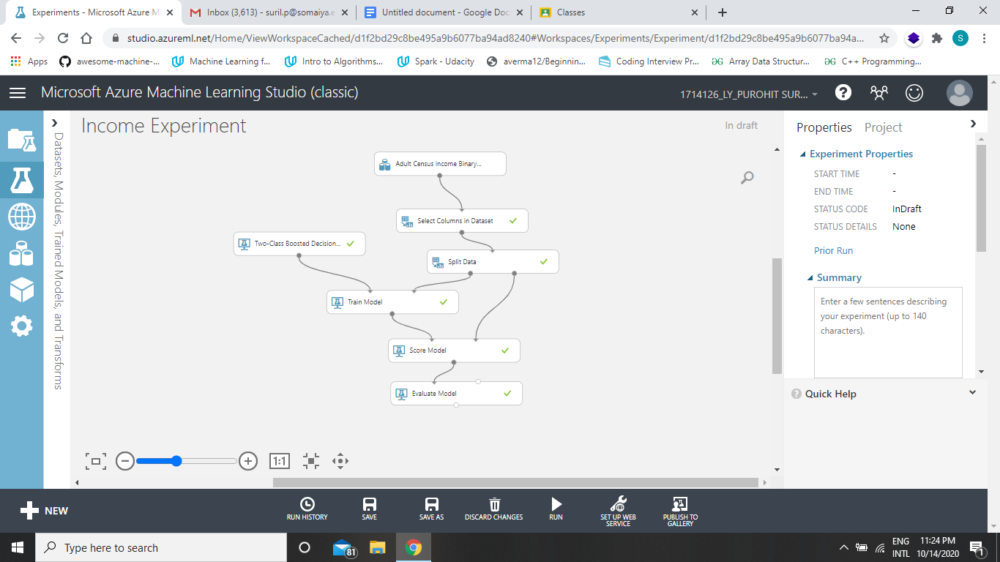 Experiments - Microsoft Azure M
Inbox (3,613) - suril.p@somaiya.e
Untitled document - Google Doc
Classes
studio.azureml.net/Home/ViewWorkspaceCached/d1f2bd29c8be495a9b6077ba94ad8240#Workspaces/Experiments/Experiment/d1f2bd29c8be495a9b6077ba94a...
S
Apps
awesome-machine-...
Machine Learning f...
Intro to Algorithms...
Spark - Udacity
averma12/Beginnin...
Coding Interview Pr...
Array Data Structur...
C++ Programming...
Microsoft Azure Machine Learning Studio (classic)
1714126_LY_PUROHIT SUR...
Datasets, Modules, Trained Models, and Transforms
Income Experiment
In draft
Adult Census Income Binary...
Select Columns in Dataset
Two-Class Boosted Decision...
Split Data
Train Model
Score Model
Evaluate Model
1:1
Properties
Project
Experiment Properties
START TIME -
END TIME -
STATUS CODE InDraft
STATUS DETAILS None
Prior Run
Summary
Enter a few sentences describing
your experiment (up to 140
characters).
Quick Help
NEW
RUN HISTORY
SAVE
SAVE AS
DISCARD CHANGES
RUN
SET UP WEB
SERVICE
PUBLISH TO
GALLERY
Type here to search
81
ENG
INTL
11:24 PM
10/14/2020
1